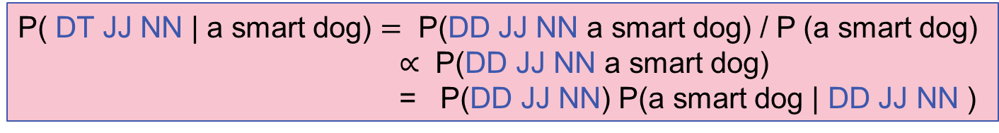 P( DT JJ NN | a smart dog) = P(DD JJ NN a smart dog) / P (a smart dog)
∝ P(DD JJ NN a smart dog)
= P(DD JJ NN) P(a smart dog | DD JJ NN )